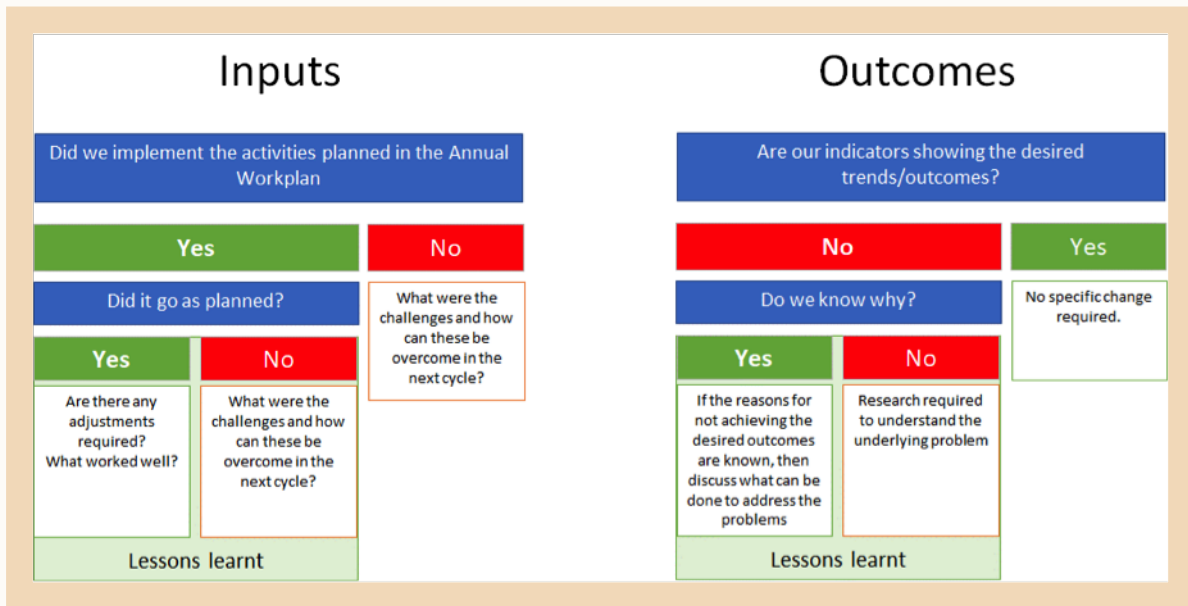 Inputs
Did we implement the activities planned in the Annual
Workplan
Yes
No
Did it go as planned?
What were the
challenges and how
can these be
overcome in the
next cycle?
Yes
No
Are there any
adjustments
required?
What worked well?
What were the
challenges and how
can these be
overcome in the
next cycle?
Lessons learnt
Outcomes
Are our indicators showing the desired
trends/outcomes?
No
Yes
Do we know why?
No specific change
required.
Yes
No
If the reasons for
not achieving the
desired outcomes
are known, then
discuss what can be
done to address the
problems
Research required
to understand the
underlying problem
Lessons learnt